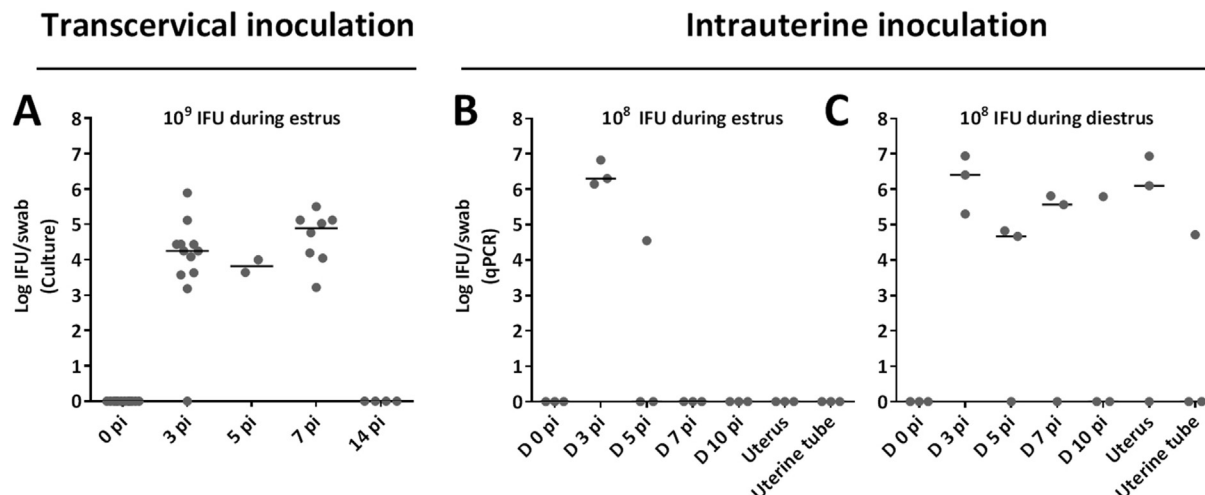 Transcervical inoculation
Intrauterine inoculation
A
10⁹ IFU during estrus
Log IFU/swab
(Culture)
8
7
6
5
4
3
2
1
0
0 pi
3 pi
5 pi
7 pi
14 pi
B
10⁸ IFU during estrus
Log IFU/swab
(qPCR)
8
7
6
5
4
3
2
1
0
D 0 pi
D 3 pi
D 5 pi
D 7 pi
D 10 pi
Uterus
Uterine tube
C
10⁸ IFU during diestrus
8
7
6
5
4
3
2
1
0
D 0 pi
D 3 pi
D 5 pi
D 7 pi
D 10 pi
Uterus
Uterine tube